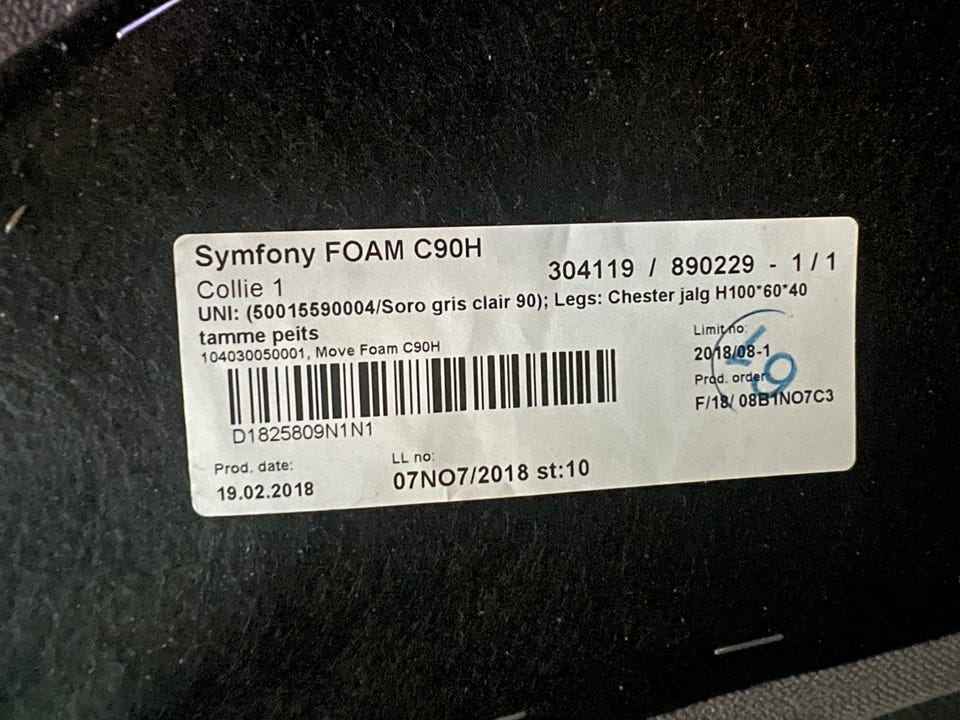 Symfony FOAM C90H
304119 / 890229 - 1/1
Collie 1
UNI: (50015590004/Soro gris clair 90); Legs: Chester jalg H100*60*40
tamme peits
104030050001, Move Foam C90H
D1825809N1N1
Limit no:
2018/08-1
Prod. order:
F/18/ 08B1NO7C3
Prod. date:
19.02.2018
LL no:
07NO7/2018 st:10